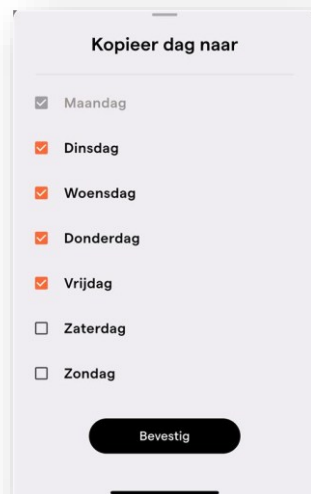 Kopieer dag naar
Maandag
Dinsdag
Woensdag
Donderdag
Vrijdag
Zaterdag
Zondag
Bevestig